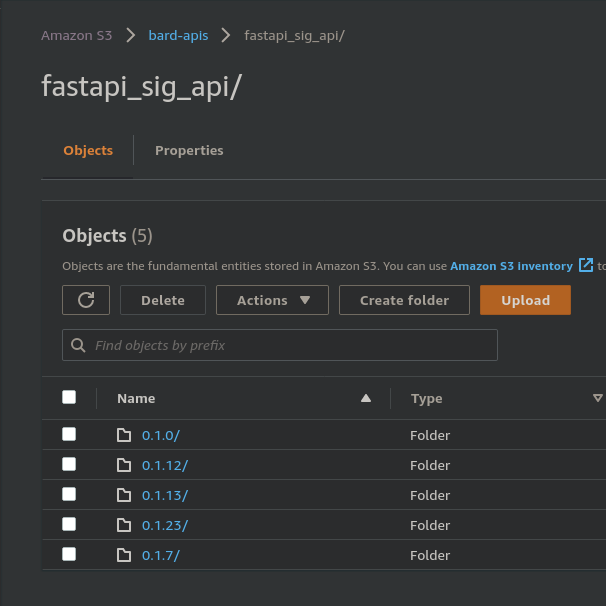 Amazon S3 > bard-apis > fastapi_sig_api/
fastapi_sig_api/
Objects Properties
Objects (5)
Objects are the fundamental entities stored in Amazon S3. You can use Amazon S3 inventory to
Delete Actions Create folder Upload
Find objects by prefix
Name Type
0.1.0/ Folder
0.1.12/ Folder
0.1.13/ Folder
0.1.23/ Folder
0.1.7/ Folder